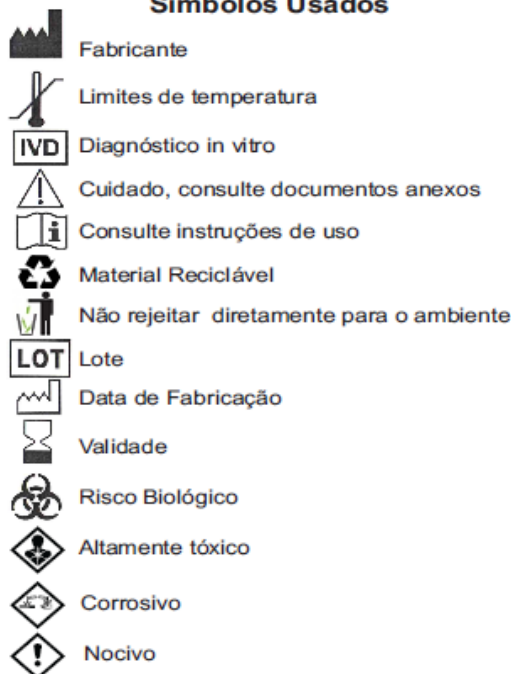 Símbolos Usados
Fabricante
Limites de temperatura
IVD Diagnóstico in vitro
Cuidado, consulte documentos anexos
i Consulte instruções de uso
Material Reciclável
Não rejeitar diretamente para o ambiente
LOT Lote
Data de Fabricação
Validade
Risco Biológico
Altamente tóxico
Corrosivo
Nocivo